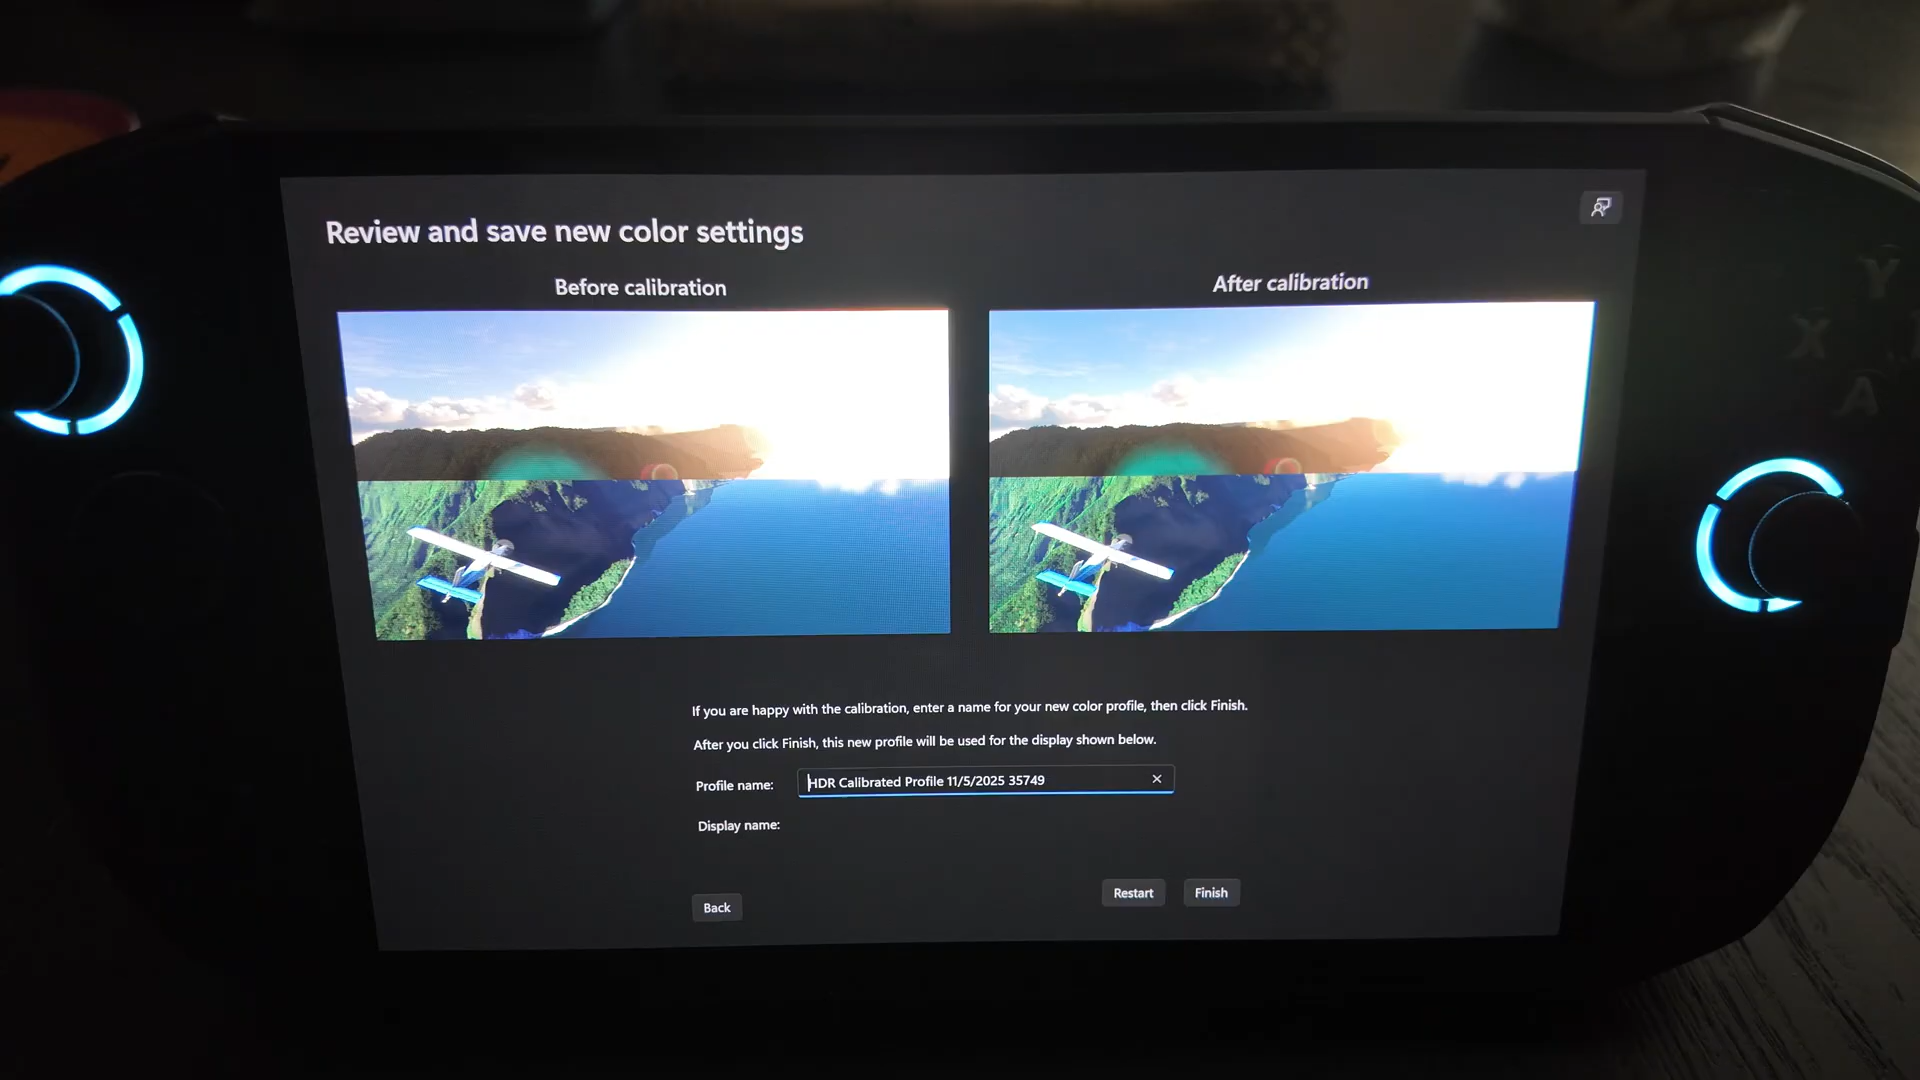 Review and save new color settings
Before calibration
After calibration
If you are happy with the calibration, enter a name for your new color profile, then click Finish.
After you click Finish, this new profile will be used for the display shown below.
Profile name:
HDR Calibrated Profile 11/5/2025 35749
Display name:
Back
Restart
Finish
Y
X
A